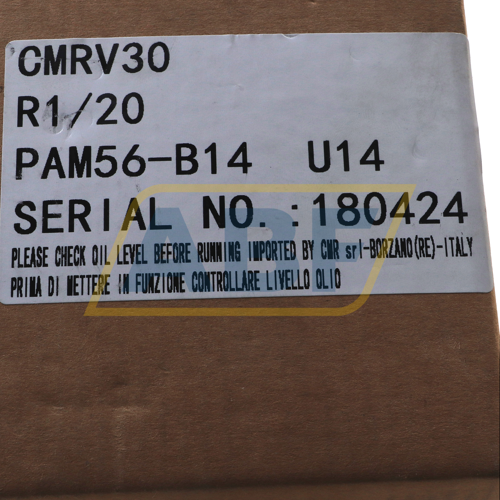 CMRV30
R1/20
PAM56-B14 U14
SERIAL NO.:180424
PLEASE CHECK OIL LEVEL BEFORE RUNNING IMPORTED BY CMR srl-BORZANO(RE)-ITALY
PRIMA DI METTERE IN FUNZIONE CONTROLLARE LIVELLO OLIO
ABF